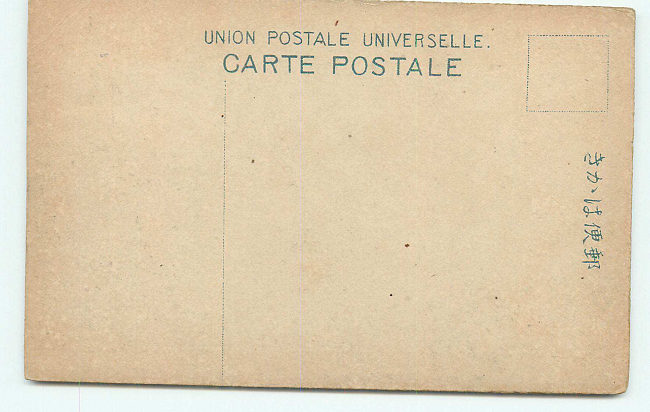 UNION POSTALE UNIVERSELLE.
CARTE POSTALE
きかは便郵